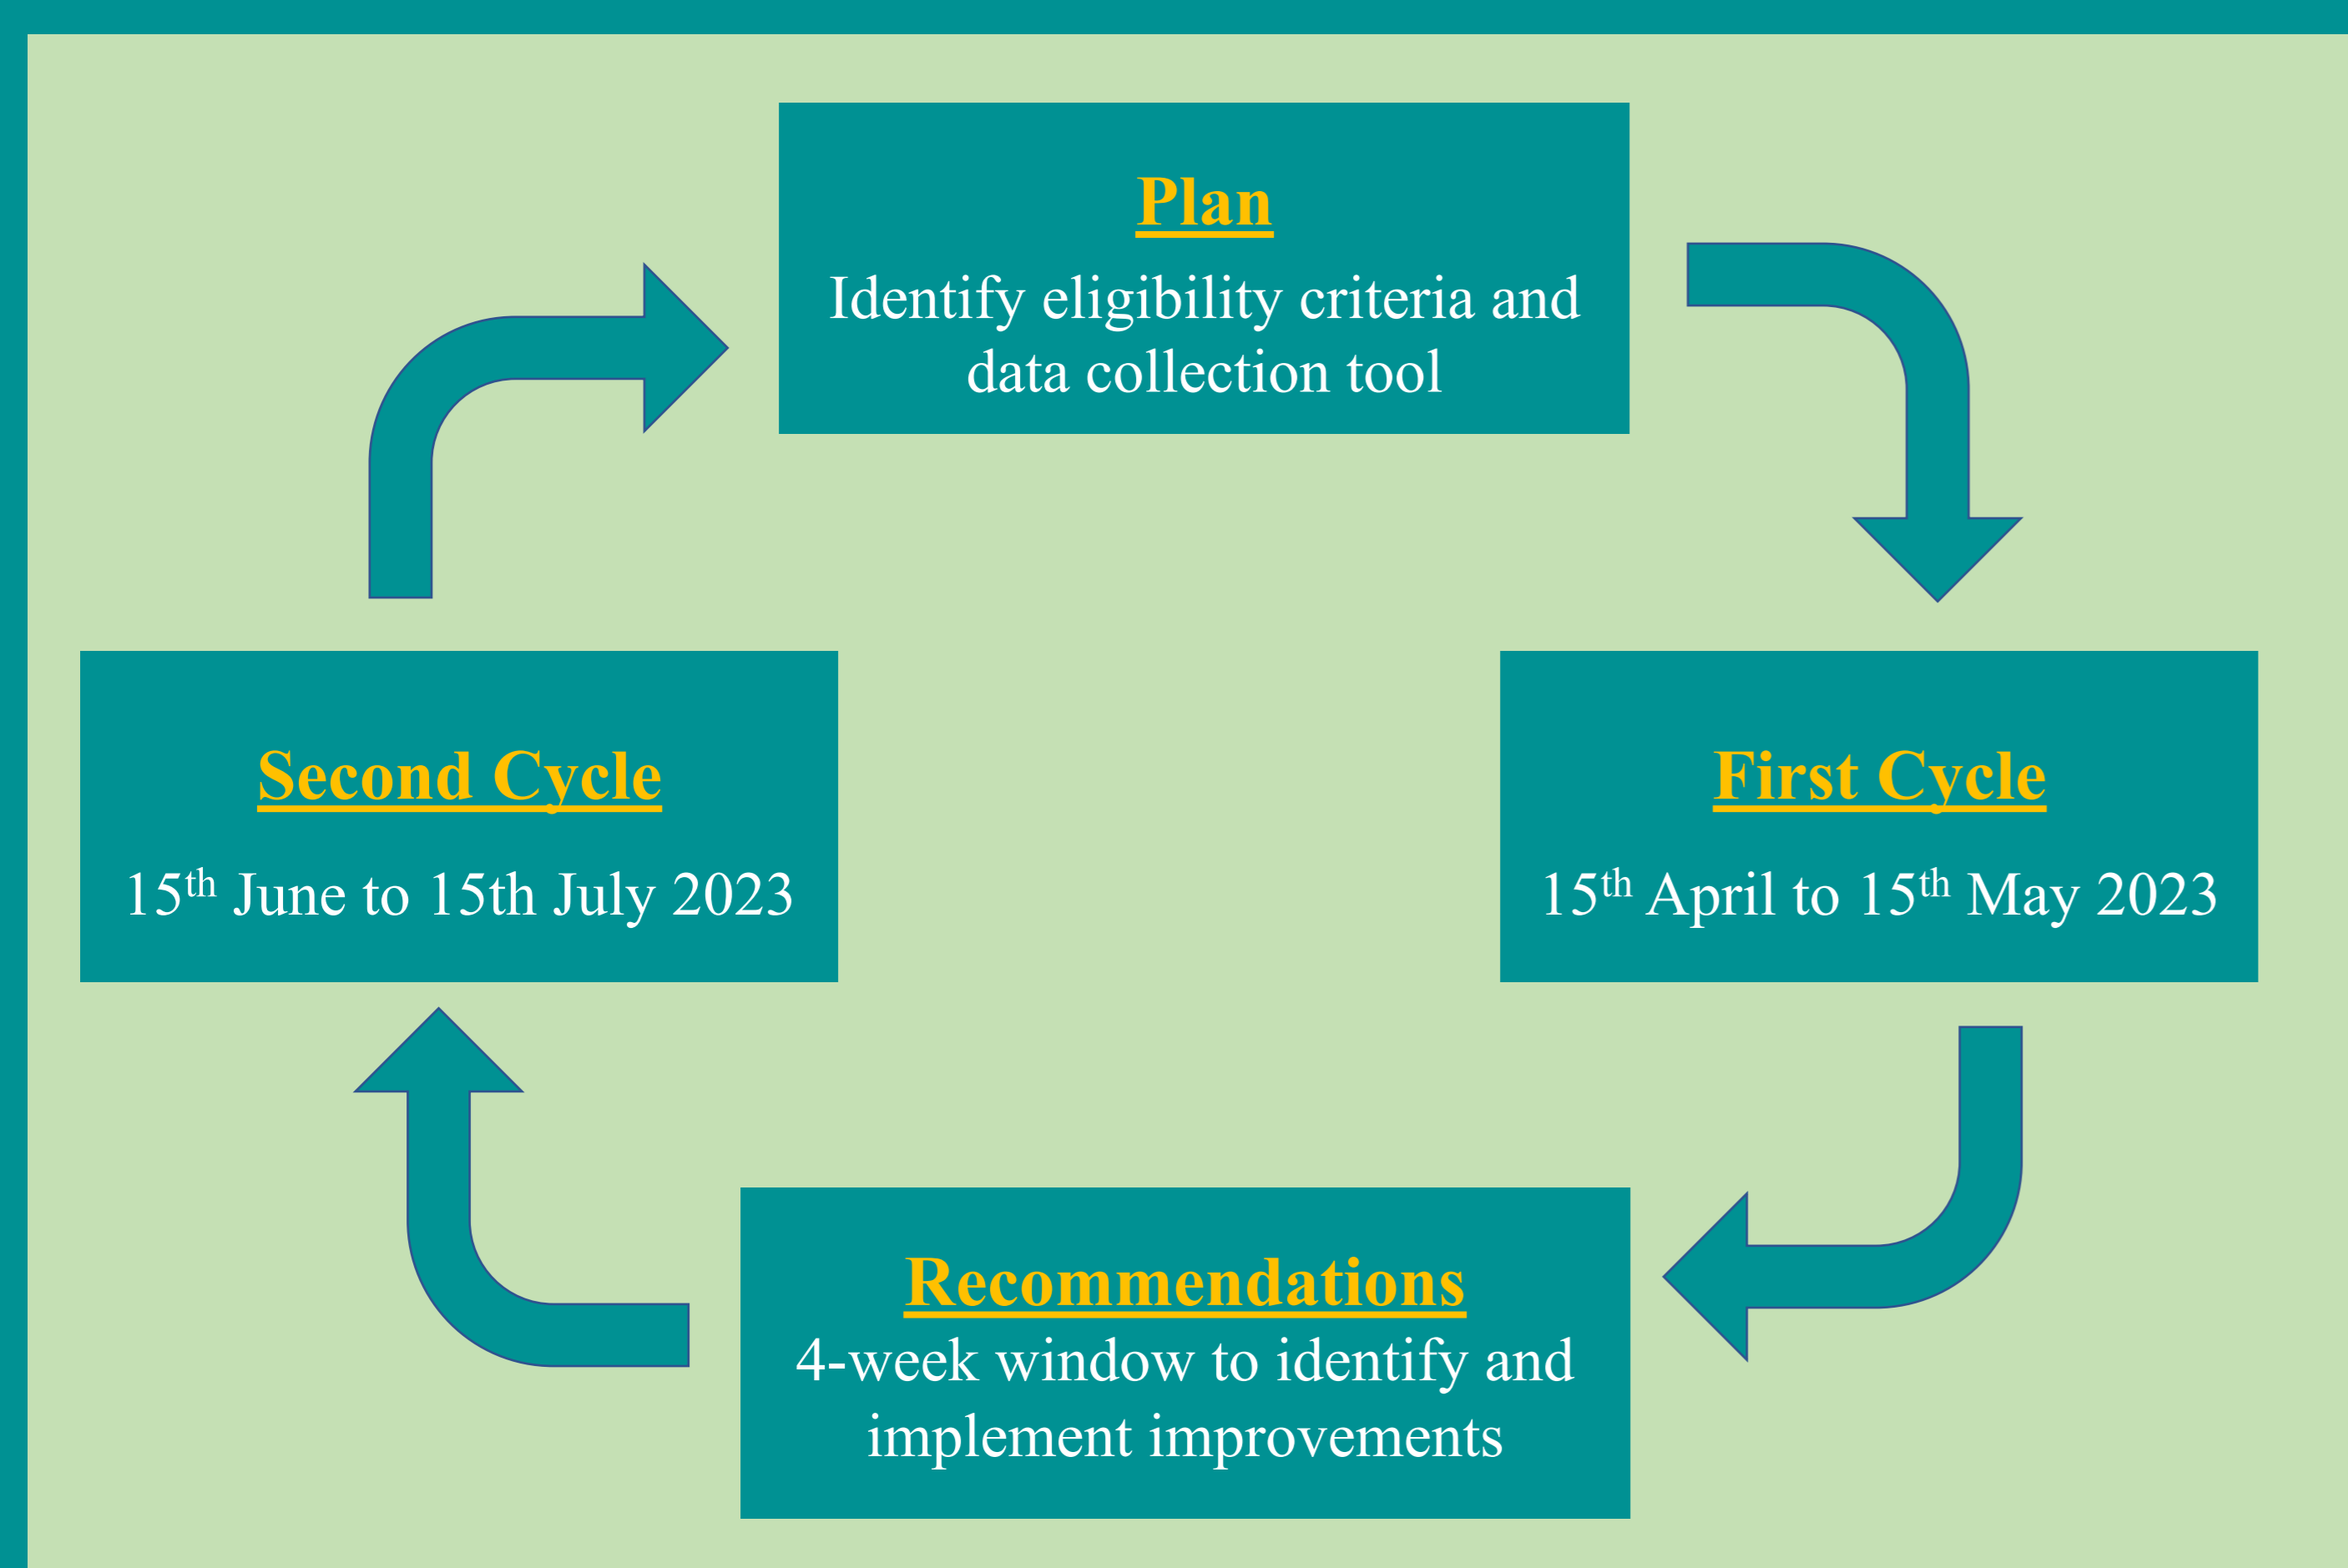 Plan
Identify eligibility criteria and
data collection tool
Second Cycle
15th June to 15th July 2023
First Cycle
15th April to 15th May 2023
Recommendations
4-week window to identify and
implement improvements